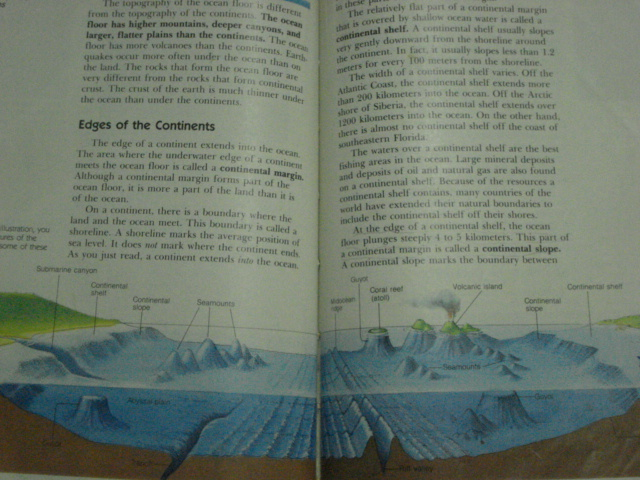 The topography of the ocean floor is different
from the topography of the continents. The ocean
floor has higher mountains, deeper canyons, and
larger, flatter plains than the continents. The ocean
floor has more volcanoes than the continents. Earth-
quakes occur more often under the ocean than on
the land. The rocks that form the ocean floor are
very different from the rocks that form continental
crust. The crust of the earth is much thinner under
the ocean than under the continents.
Edges of the Continents
The edge of a continent extends into the ocean.
The area where the underwater edge of a continent
meets the ocean floor is called a continental margin.
Although a continental margin forms part of the
ocean floor, it is more a part of the land than it is
of the ocean.
On a continent, there is a boundary where the
land and the ocean meet. This boundary is called a
shoreline. A shoreline marks the average position of
sea level. It does not mark where the continent ends.
As you just read, a continent extends into the ocean.
illustration, you
ures of the
some of these
in these
The relatively flat part of a continental margin
that is covered by shallow ocean water is called a
continental shelf. A continental shelf usually slopes
very gently downward from the shoreline around
the continent. In fact, it usually slopes less than 1.2
meters for every 100 meters from the shoreline.
The width of a continental shelf varies. Off the
Atlantic Coast, the continental shelf extends more
than 200 kilometers into the ocean. Off the Arctic
shore of Siberia, the continental shelf extends over
1200 kilometers into the ocean. On the other hand,
there is almost no continental shelf off the coast of
southeastern Florida.
The waters over a continental shelf are the best
fishing areas in the ocean. Large mineral deposits
and deposits of oil and natural gas are also found
on a continental shelf. Because of the resources a
continental shelf contains, many countries of the
world have extended their natural boundaries to
include the continental shelf off their shores.
At the edge of a continental shelf, the ocean
floor plunges steeply 4 to 5 kilometers. This part of
a continental margin is called a continental slope.
A continental slope marks the boundary between
Submarine canyon
Continental
shelf
Continental
slope
Seamounts
Abyssal plain
Guyot
Guyot
Coral reef
(atoll)
Volcanic island
Continental
slope
Continental shelf
Seamounts
Guyot
Rift valley